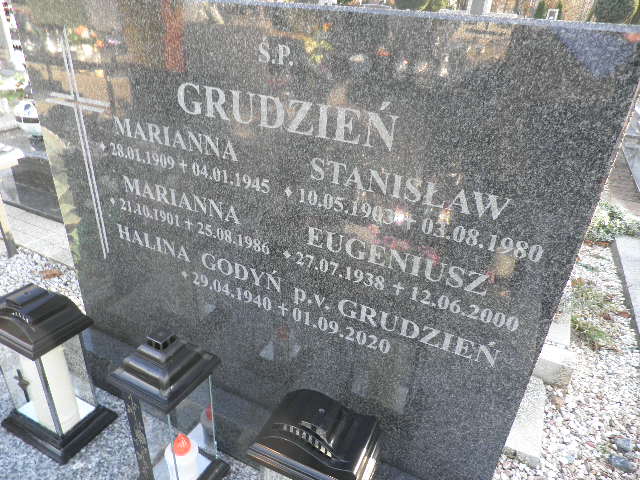 Ś.P.
GRUDZIEŃ
MARIANNA
* 28.01.1909 + 04.01.1945
STANISŁAW
* 10.05.1903 + 03.08.1980
MARIANNA
* 21.10.1901 + 25.08.1986
EUGENIUSZ
* 27.07.1938 + 12.06.2000
HALINA GODYŃ p.v. GRUDZIEŃ
* 29.04.1940 + 01.09.2020